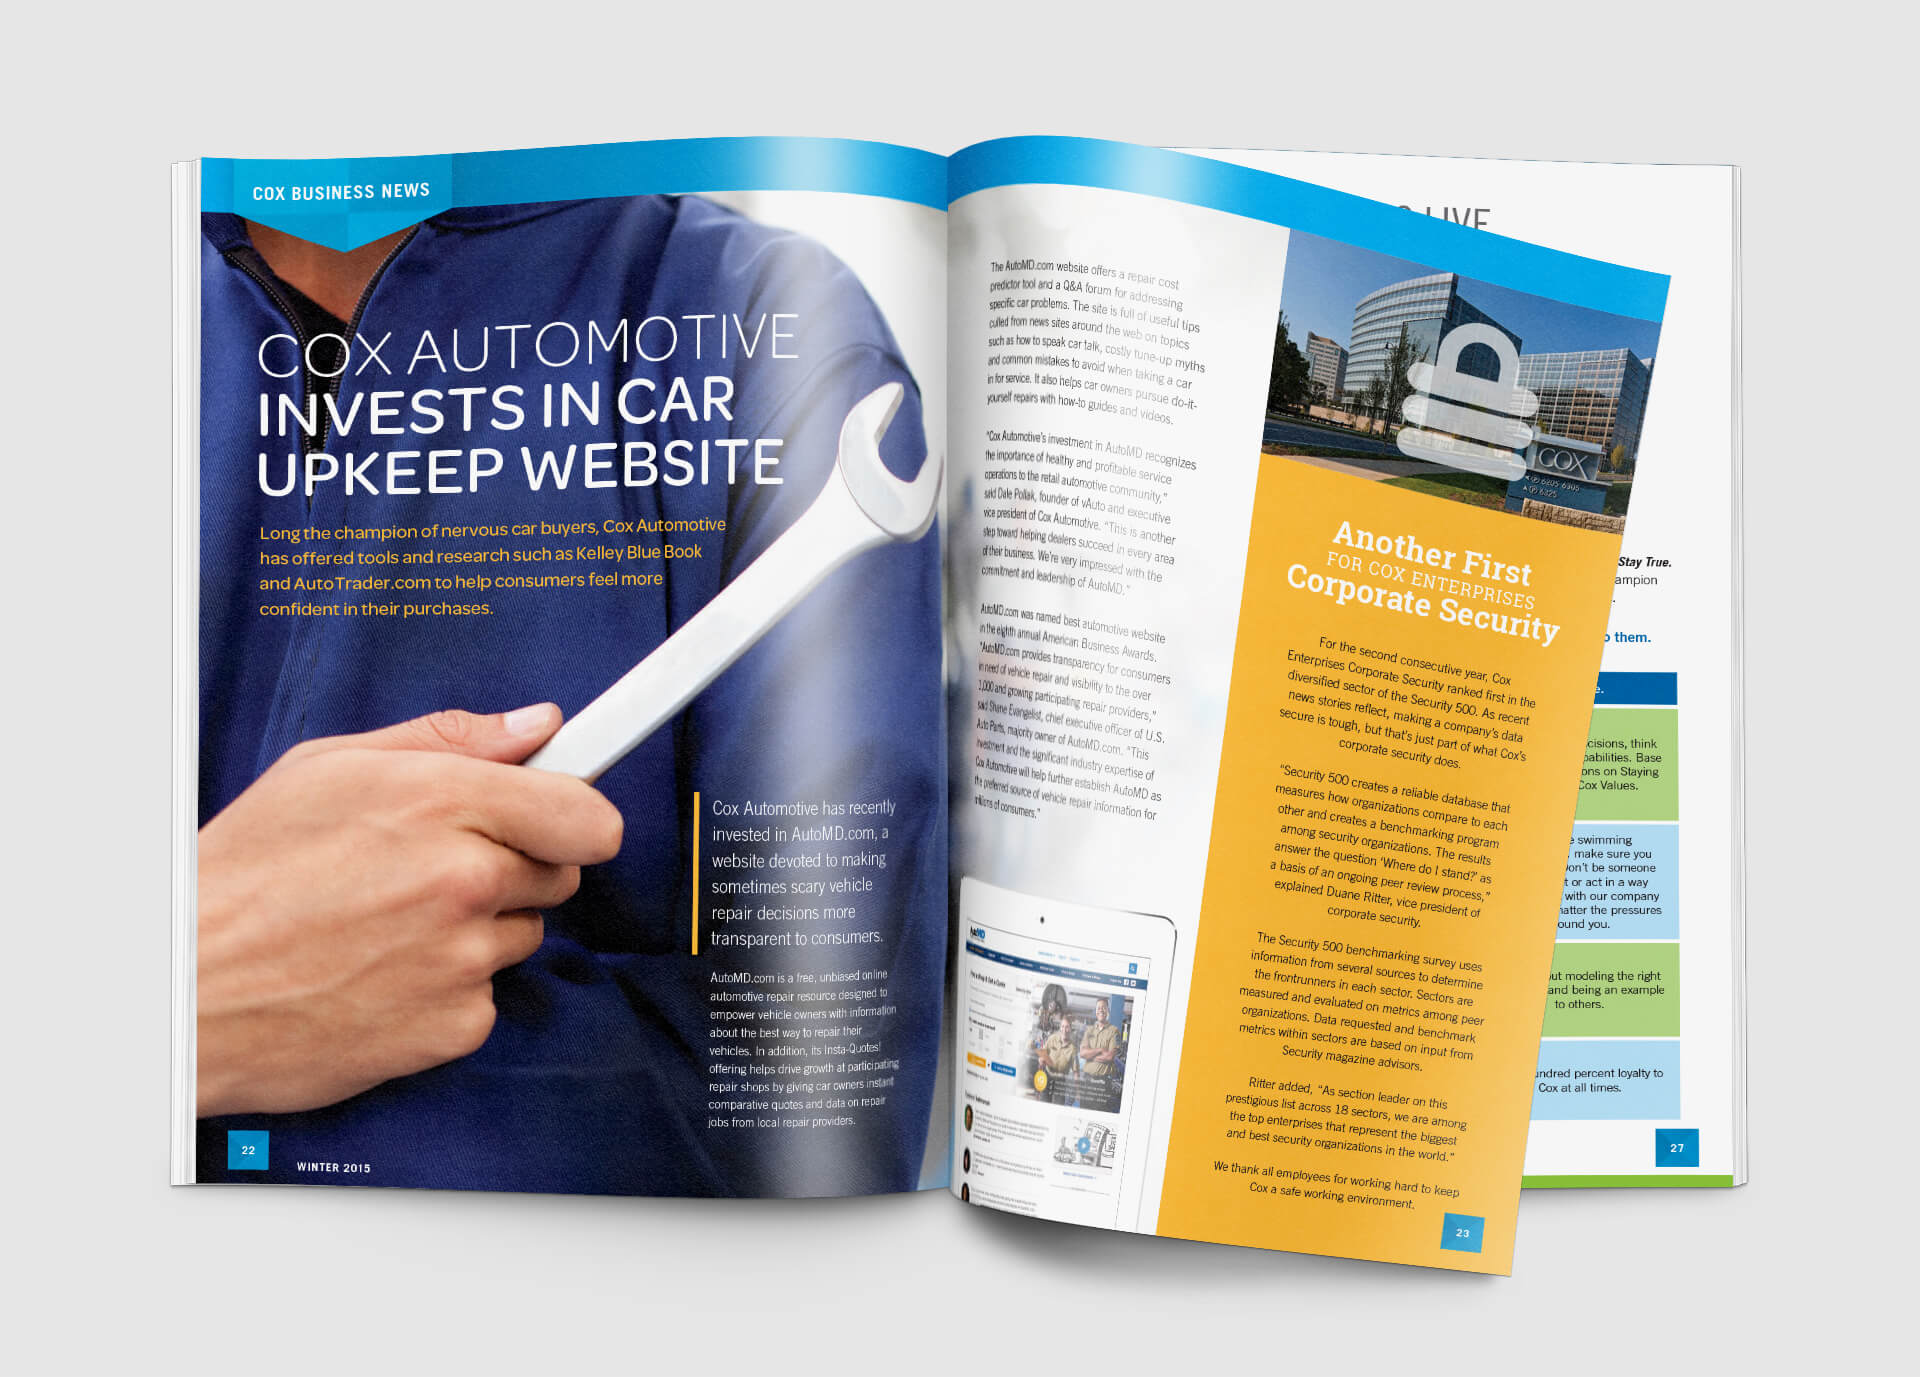 COX BUSINESS NEWS
COX AUTOMOTIVE
INVESTS IN CAR
UPKEEP WEBSITE
Long the champion of nervous car buyers, Cox Automotive
has offered tools and research such as Kelley Blue Book
and AutoTrader.com to help consumers feel more
confident in their purchases.
Cox Automotive has recently
invested in AutoMD.com, a
website devoted to making
sometimes scary vehicle
repair decisions more
transparent to consumers.
AutoMD.com is a free, unbiased online
automotive repair resource designed to
empower vehicle owners with information
about the best way to repair their
vehicles. In addition, its Insta-Quotes!
offering helps drive growth at participating
repair shops by giving car owners instant
comparative quotes and data on repair
jobs from local repair providers.
22
WINTER 2015
The AutoMD.com website offers a repair cost
predictor tool and a Q&A forum for addressing
specific car problems. The site is full of useful tips
culled from news sites around the web on topics
such as how to speak car talk, costly tune-up myths
and common mistakes to avoid when taking a car
in for service. It also helps car owners pursue do-it-
yourself repairs with how-to guides and videos.
"Cox Automotive's investment in AutoMD recognizes
the importance of healthy and profitable service
operations to the retail automotive community,"
said Dale Pollak, founder of vAuto and executive
vice president of Cox Automotive. "This is another
step toward helping dealers succeed in every area
of their business. We're very impressed with the
commitment and leadership of AutoMD."
AutoMD.com was named best automotive website
in the eighth annual American Business Awards.
"AutoMD.com provides transparency for consumers
in need of vehicle repair and visibility to the over
1,000 and growing participating repair providers,"
said Shane Evangelist, chief executive officer of U.S.
Auto Parts, majority owner of AutoMD.com. "This
investment and the significant industry expertise of
Cox Automotive will help further establish AutoMD as
the preferred source of vehicle repair information for
millions of consumers."
AutoMD
COX
6205-6305
6325
Another First
FOR COX ENTERPRISES
Corporate Security
For the second consecutive year, Cox
Enterprises Corporate Security ranked first in the
diversified sector of the Security 500. As recent
news stories reflect, making a company's data
secure is tough, but that's just part of what Cox's
corporate security does.
"Security 500 creates a reliable database that
measures how organizations compare to each
other and creates a benchmarking program
among security organizations. The results
answer the question 'Where do I stand?' as
a basis of an ongoing peer review process,"
explained Duane Ritter, vice president of
corporate security.
The Security 500 benchmarking survey uses
information from several sources to determine
the frontrunners in each sector. Sectors are
measured and evaluated on metrics among peer
organizations. Data requested and benchmark
metrics within sectors are based on input from
Security magazine advisors.
Ritter added, "As section leader on this
prestigious list across 18 sectors, we are among
the top enterprises that represent the biggest
and best security organizations in the world."
We thank all employees for working hard to keep
Cox a safe working environment.
23
LIVE
Stay True.
ampion
o them.
e.
cisions, think
pabilities. Base
ons on Staying
Cox Values.
e swimming
, make sure you
on't be someone
t or act in a way
with our company
atter the pressures
ound you.
ut modeling the right
and being an example
to others.
ndred percent loyalty to
Cox at all times.
27